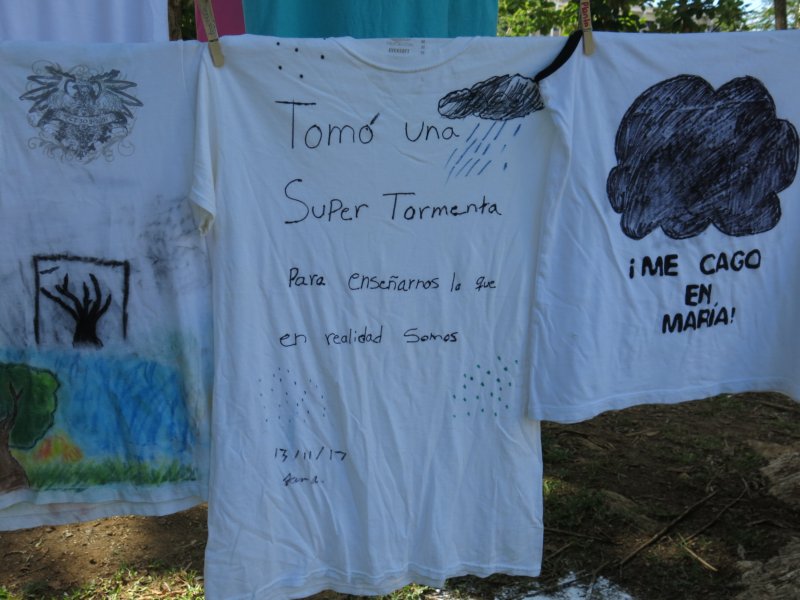 Tomó una
Super Tormenta
Para enseñarnos lo que
en realidad Somos
13/11/17
¡ME CAGO
EN
MARÍA!